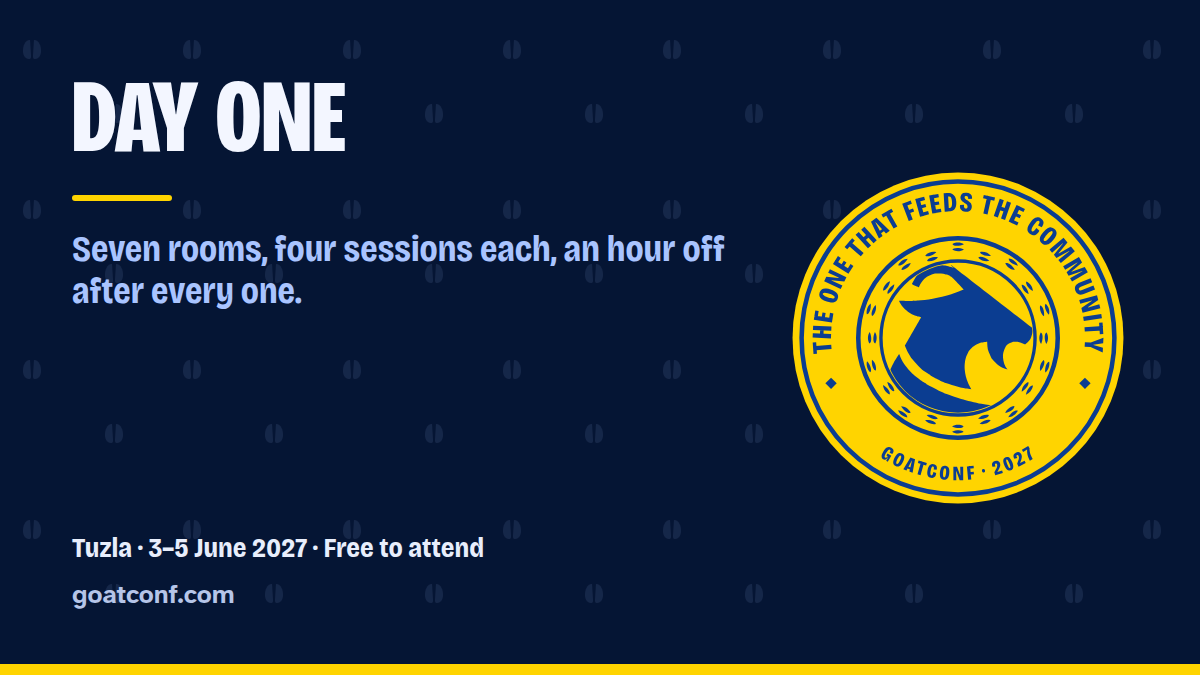 DAY ONE
Seven rooms, four sessions each, an hour off
after every one.
THE ONE THAT FEEDS THE COMMUNITY
GOATCONF · 2027
Tuzla · 3–5 June 2027 · Free to attend
goatconf.com